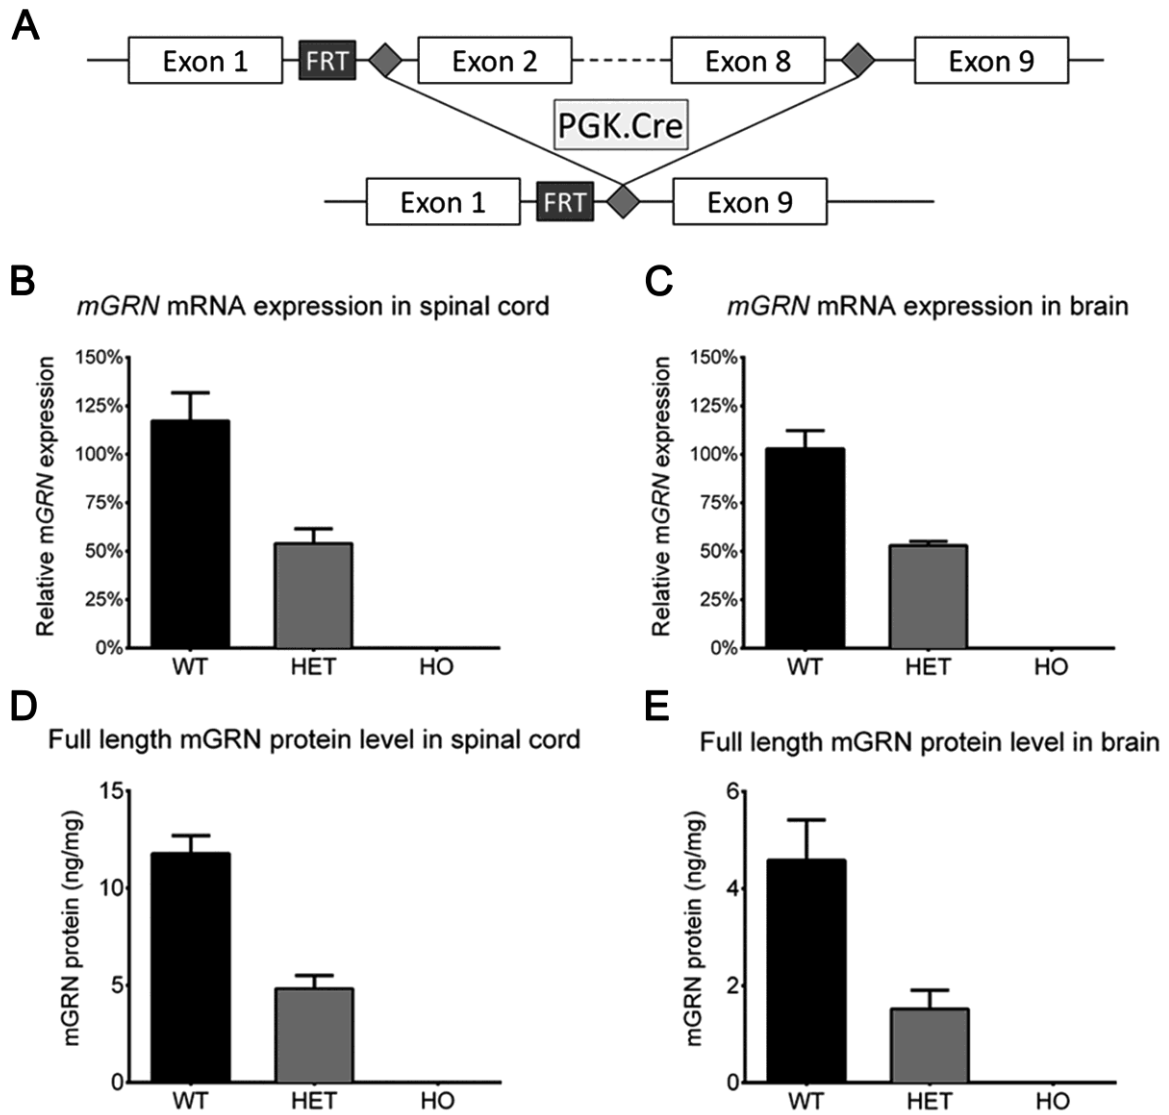 A
Exon 1 FRT Exon 2 Exon 8 Exon 9
PGK.Cre
Exon 1 FRT Exon 9
B
mGRN mRNA expression in spinal cord
Relative mGRN expression
150%
125%
100%
75%
50%
25%
0%
WT HET HO
C
mGRN mRNA expression in brain
Relative mGRN expression
150%
125%
100%
75%
50%
25%
0%
WT HET HO
D
Full length mGRN protein level in spinal cord
mGRN protein (ng/mg)
15
10
5
0
WT HET HO
E
Full length mGRN protein level in brain
mGRN protein (ng/mg)
6
4
2
0
WT HET HO